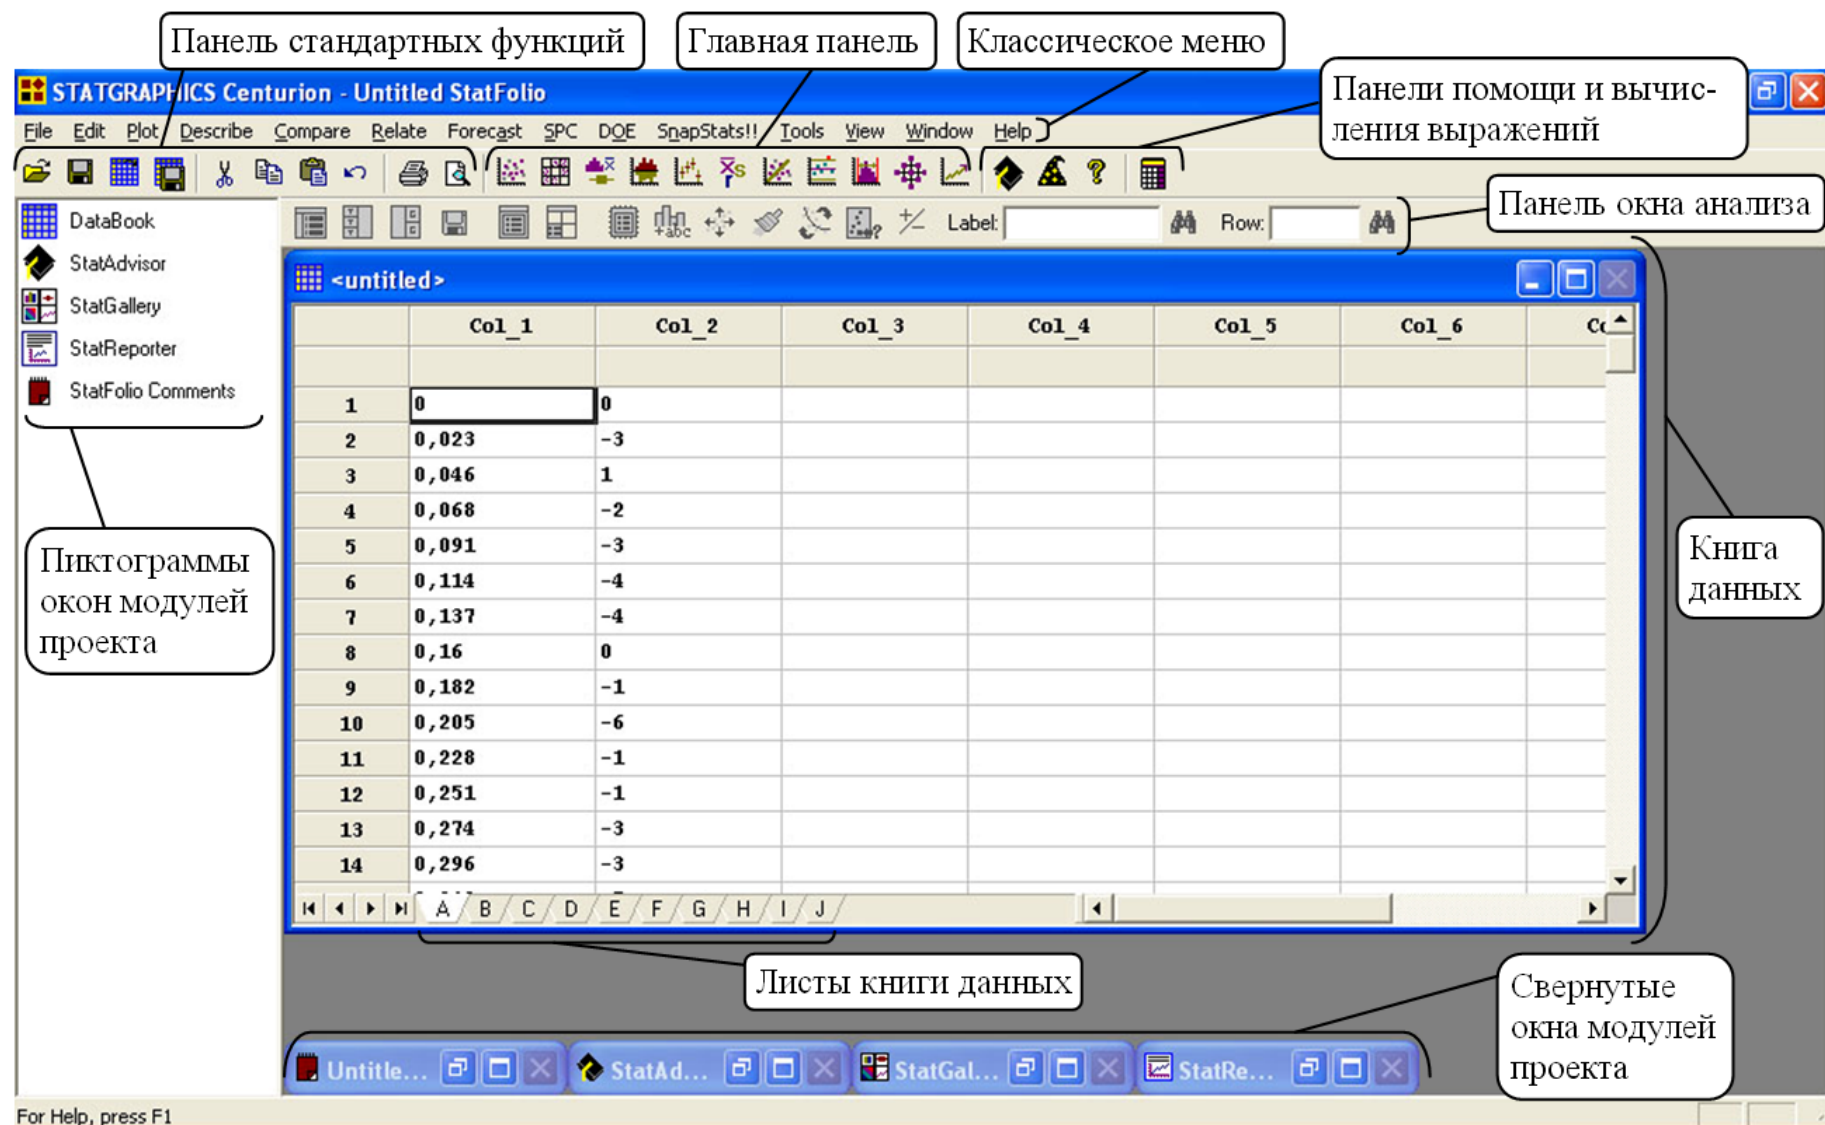 Панель стандартных функций
Главная панель
Классическое меню
Панели помощи и вычис-
ления выражений
STATGRAPHICS Centurion - Untitled StatFolio
File Edit Plot Describe Compare Relate Forecast SPC DOE SnapStats!! Tools View Window Help
Панель окна анализа
Label: Row:
DataBook
StatAdvisor
StatGallery
StatReporter
StatFolio Comments
<untitled>
Col_1 Col_2 Col_3 Col_4 Col_5 Col_6
1 0 0
2 0,023 -3
3 0,046 1
4 0,068 -2
5 0,091 -3
6 0,114 -4
7 0,137 -4
8 0,16 0
9 0,182 -1
10 0,205 -6
11 0,228 -1
12 0,251 -1
13 0,274 -3
14 0,296 -3
A B C D E F G H I J
Пиктограммы
окон модулей
проекта
Книга
данных
Листы книги данных
Свернутые
окна модулей
проекта
Untitle... StatAd... StatGal... StatRe...
For Help, press F1